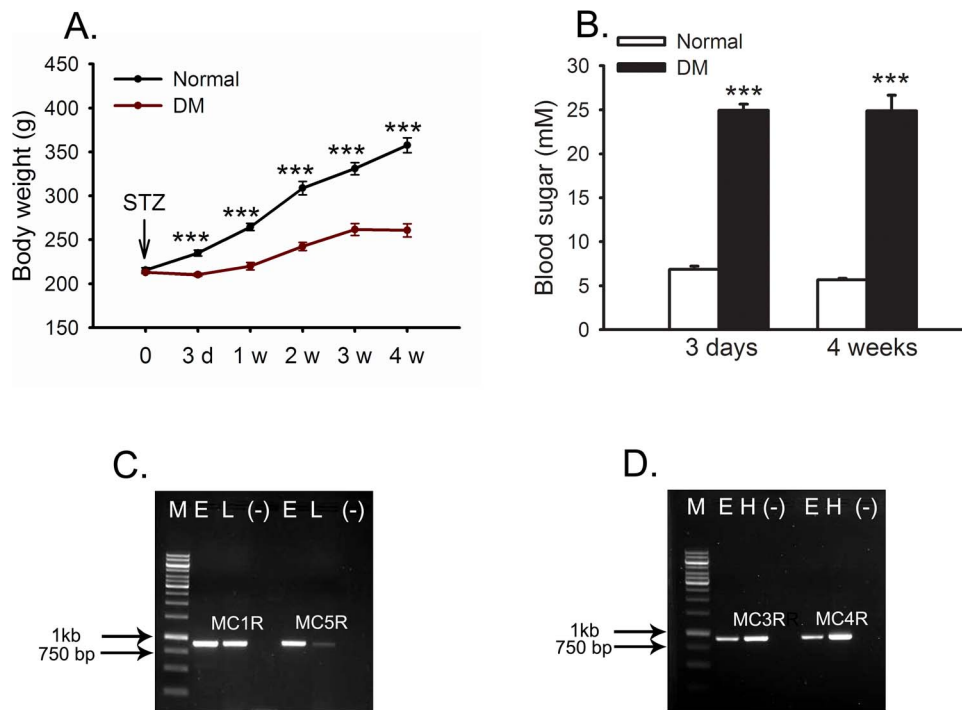 A.
Normal
DM
Body weight (g)
450
400
350
300
250
200
150
STZ
***
***
***
***
***
0 3 d 1 w 2 w 3 w 4 w
B.
Normal
DM
Blood sugar (mM)
30
25
20
15
10
5
0
***
***
3 days 4 weeks
C.
M E L (-) E L (-)
MC1R MC5R
1kb
750 bp
D.
M E H (-) E H (-)
MC3R MC4R
1kb
750 bp